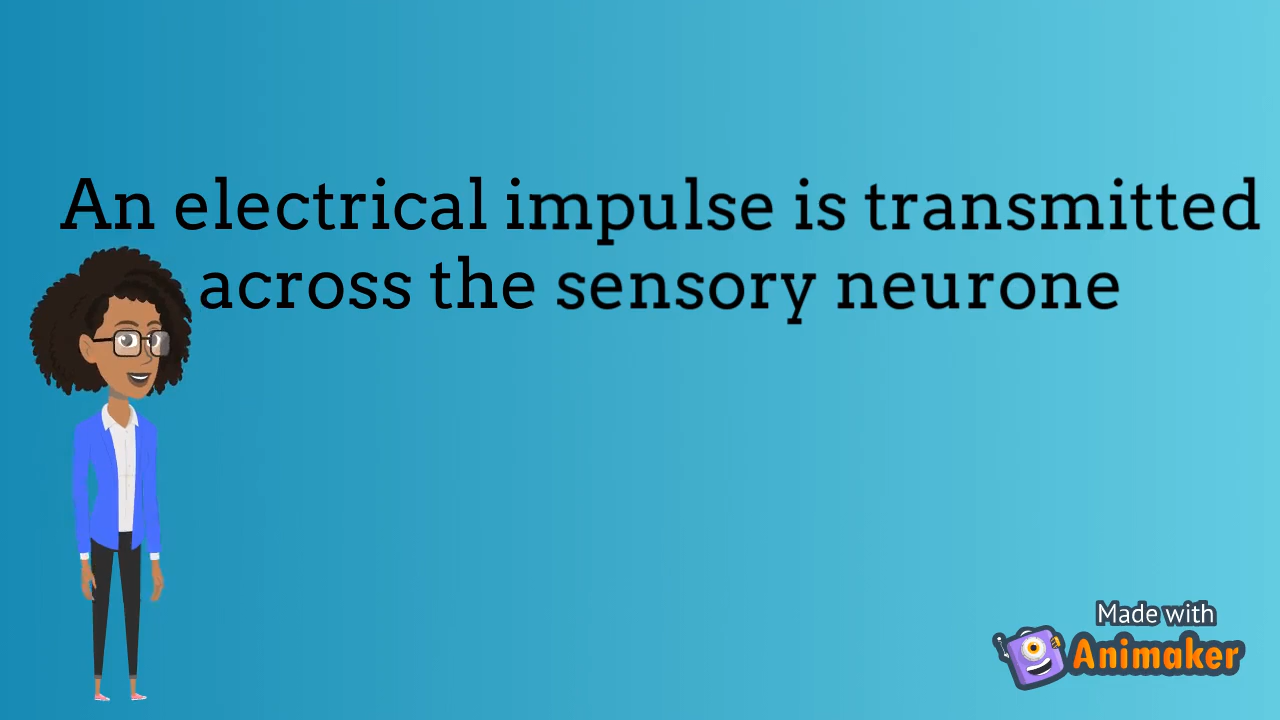 An electrical impulse is transmitted
across the sensory neurone
Made with
Animaker